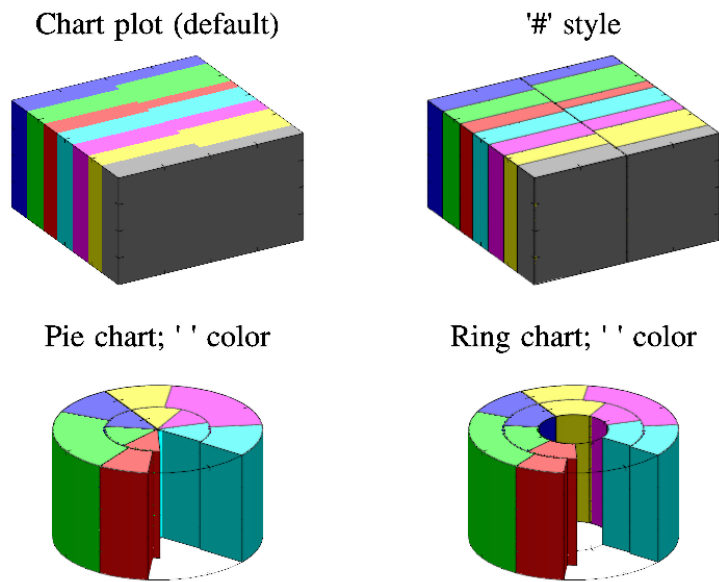 Chart plot (default)
'#' style
Pie chart; ' ' color
Ring chart; ' ' color